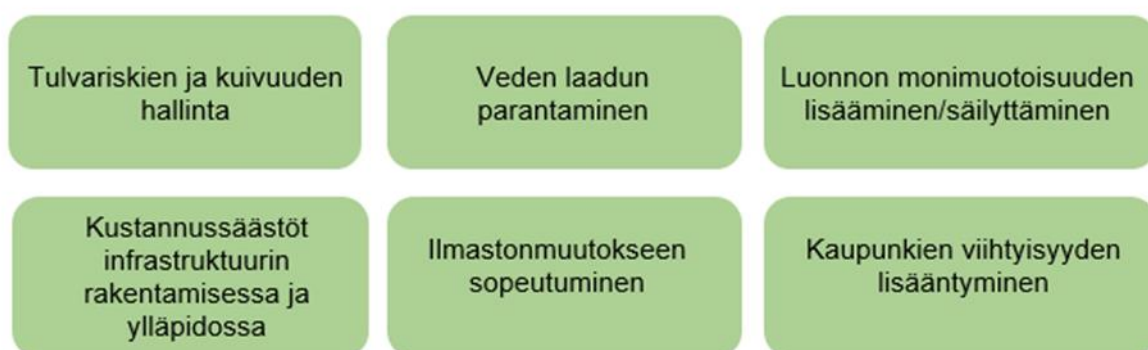 Tulvariskien ja kuivuuden
hallinta
Veden laadun
parantaminen
Luonnon monimuotoisuuden
lisääminen/säilyttäminen
Kustannussäästöt
infrastruktuurin
rakentamisessa ja
ylläpidossa
Ilmastonmuutokseen
sopeutuminen
Kaupunkien viihtyisyyden
lisääntyminen